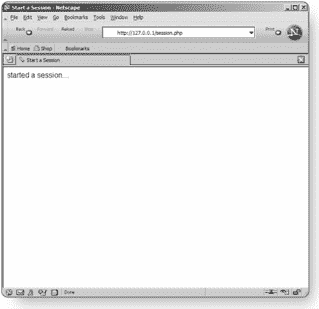 Start a Session - Netscape
File Edit View Go Bookmarks Tools Window Help
Back Forward Reload Stop http://127.0.0.1/session.php Print N
Home Shop Bookmarks
Start a Session
started a session...
Done